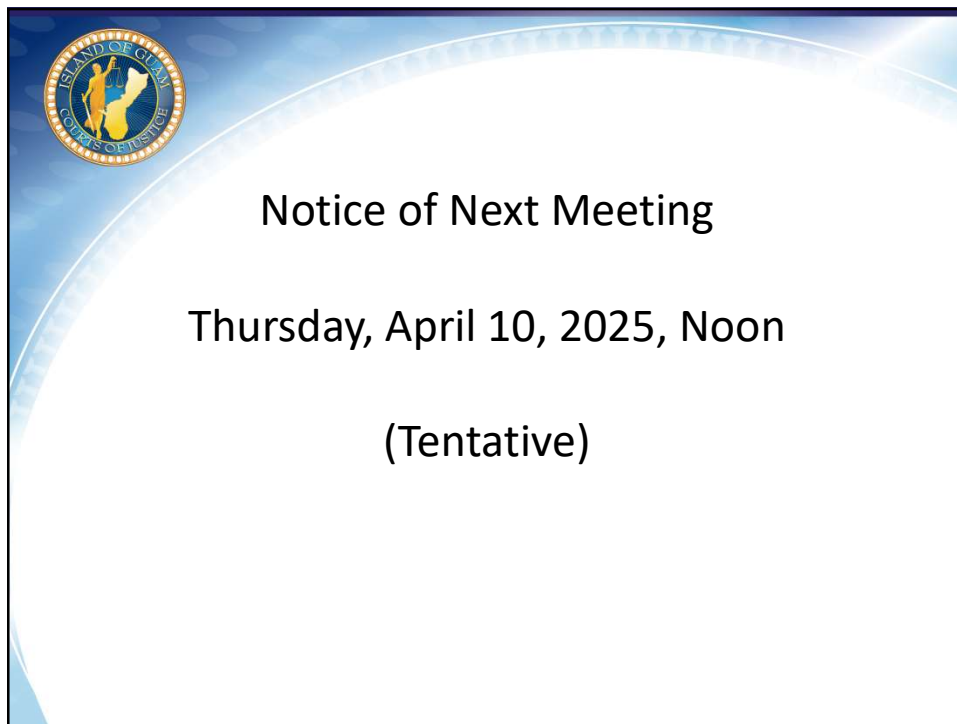 ISLAND OF GUAM
COURTS OF JUSTICE
Notice of Next Meeting
Thursday, April 10, 2025, Noon
(Tentative)